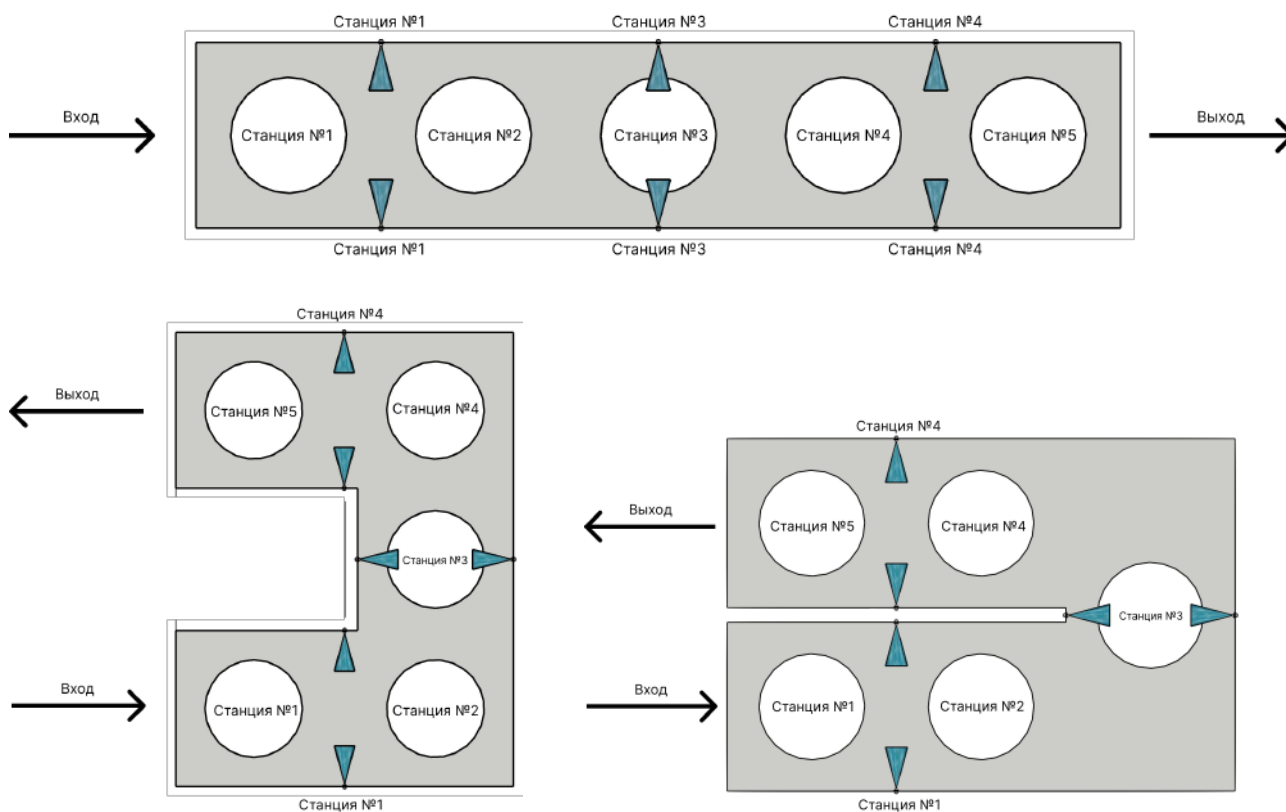 Станция №1
Станция №3
Станция №4
Вход
Станция №1
Станция №2
Станция №3
Станция №4
Станция №5
Выход
Станция №1
Станция №3
Станция №4
Станция №4
Выход
Станция №5
Станция №4
Станция №3
Вход
Станция №1
Станция №2
Станция №1
Станция №4
Выход
Станция №5
Станция №4
Станция №3
Вход
Станция №1
Станция №2
Станция №1